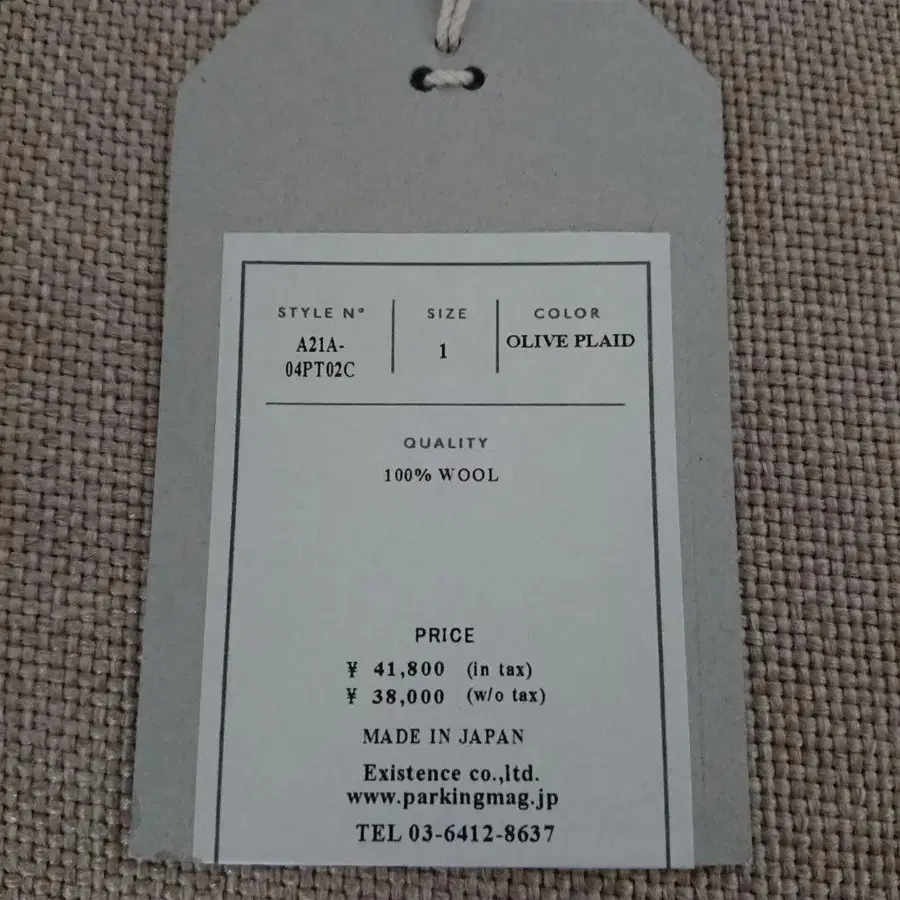 STYLE Nº
A21A-
04PT02C
SIZE
1
COLOR
OLIVE PLAID
QUALITY
100% WOOL
PRICE
¥ 41,800 (in tax)
¥ 38,000 (w/o tax)
MADE IN JAPAN
Existence co.,ltd.
www.parkingmag.jp
TEL 03-6412-8637